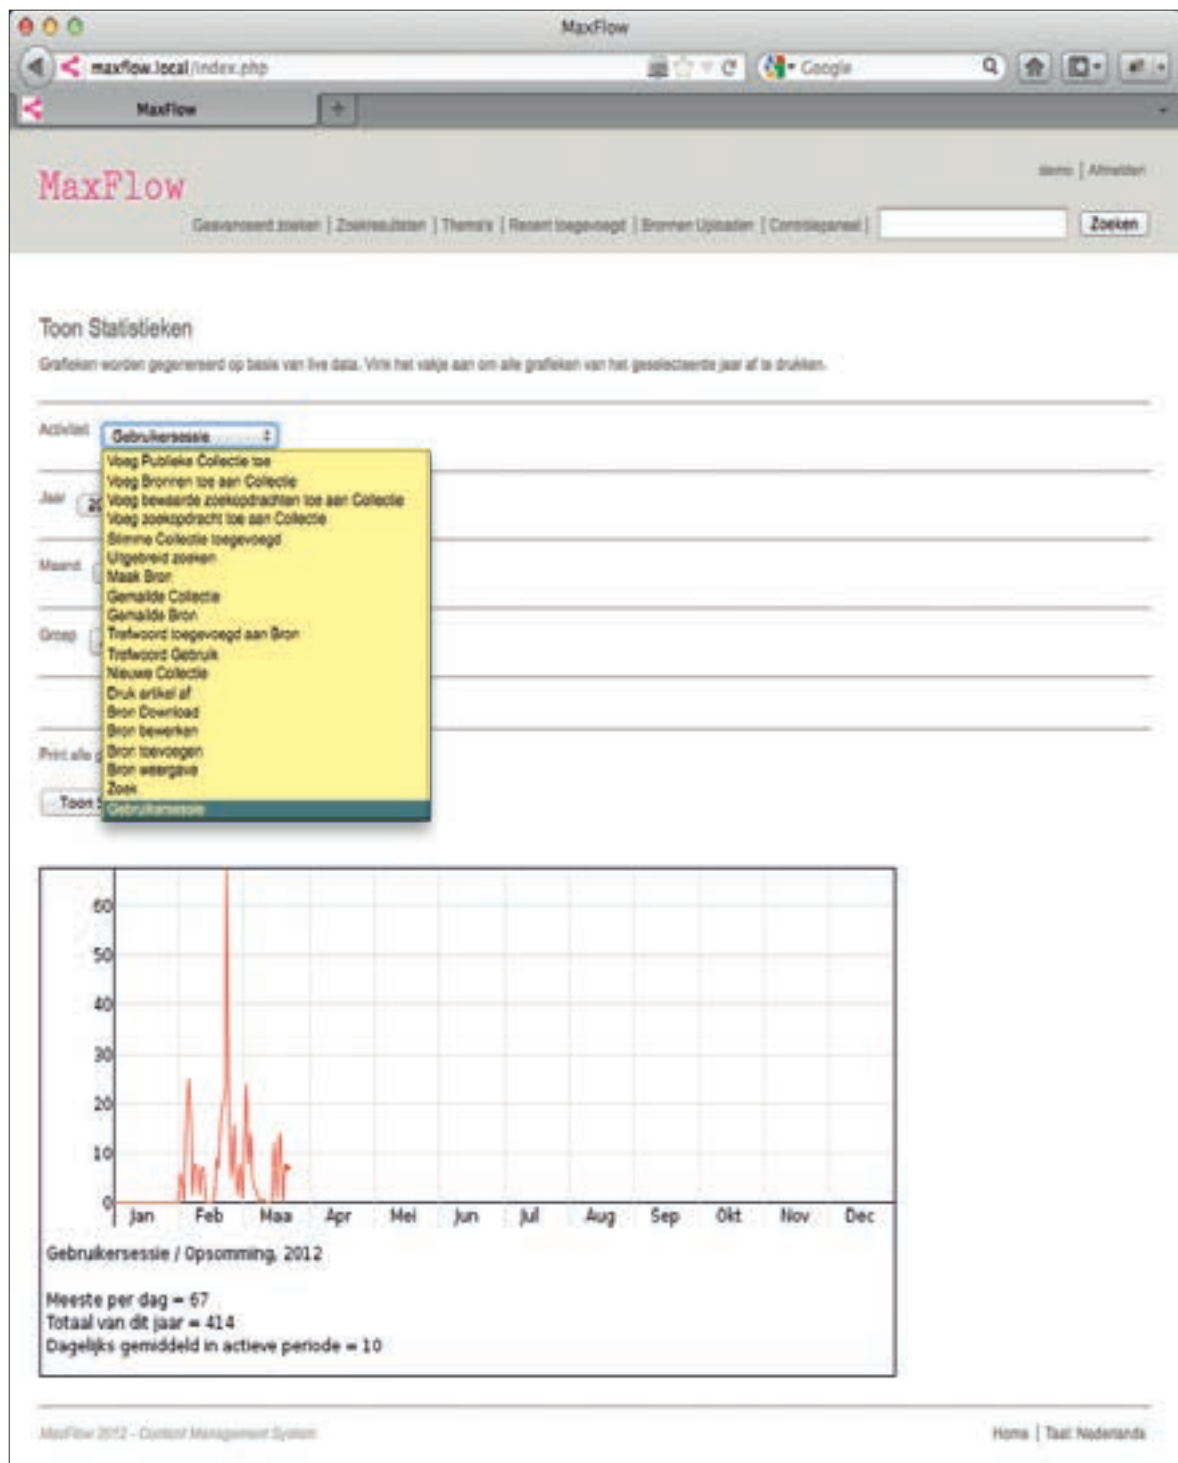 MaxFlow
maxflow.local/index.php
Google
MaxFlow
demo | Afmelden
MaxFlow
Geavanceerd zoeken | Zoekresultaten | Thema's | Recent toegevoegd | Bronnen Uploaden | Controlepaneel |
Zoeken
Toon Statistieken
Grafieken worden gegenereerd op basis van live data. Vink het vakje aan om alle grafieken van het geselecteerde jaar af te drukken.
Activiteit
Gebruikersessie
Voeg Publieke Collectie toe
Voeg Bronnen toe aan Collectie
Jaar
20
Voeg bewaarde zoekopdrachten toe aan Collectie
Voeg zoekopdracht toe aan Collectie
Slimme Collectie toegevoegd
Uitgebreid zoeken
Maand
Maak Bron
Gemailde Collectie
Gemailde Bron
Groep
Trefwoord toegevoegd aan Bron
Trefwoord Gebruik
Nieuwe Collectie
Druk artikel af
Bron Download
Bron bewerken
Print alle g
Bron toevoegen
Bron weergave
Zoek
Toon S
Gebruikersessie
60
50
40
30
20
10
0
Jan Feb Maa Apr Mei Jun Jul Aug Sep Okt Nov Dec
Gebruikersessie / Opsomming, 2012
Meeste per dag = 67
Totaal van dit jaar = 414
Dagelijks gemiddeld in actieve periode = 10
MaxFlow 2012 - Content Management System
Home | Taal: Nederlands